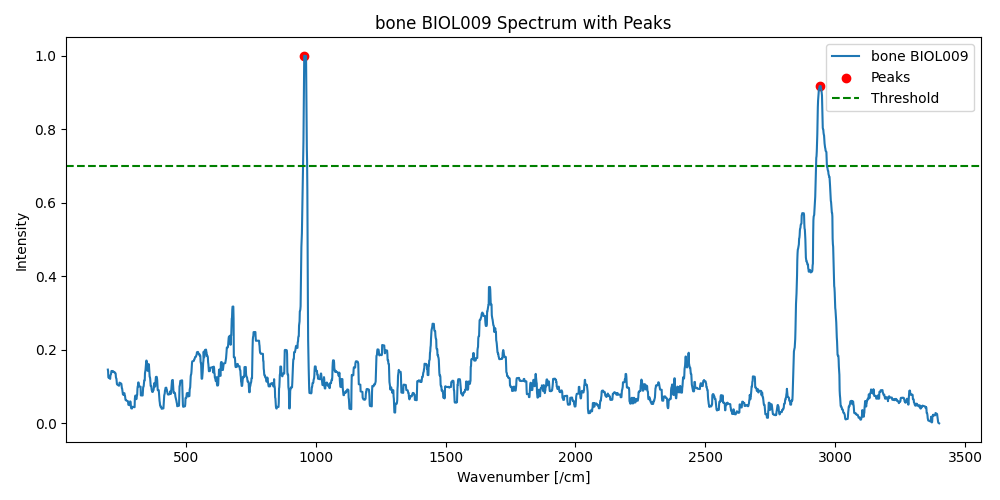 bone BIOL009 Spectrum with Peaks
bone BIOL009
Peaks
Threshold
Intensity
1.0
0.8
0.6
0.4
0.2
0.0
500 1000 1500 2000 2500 3000 3500
Wavenumber [/cm]